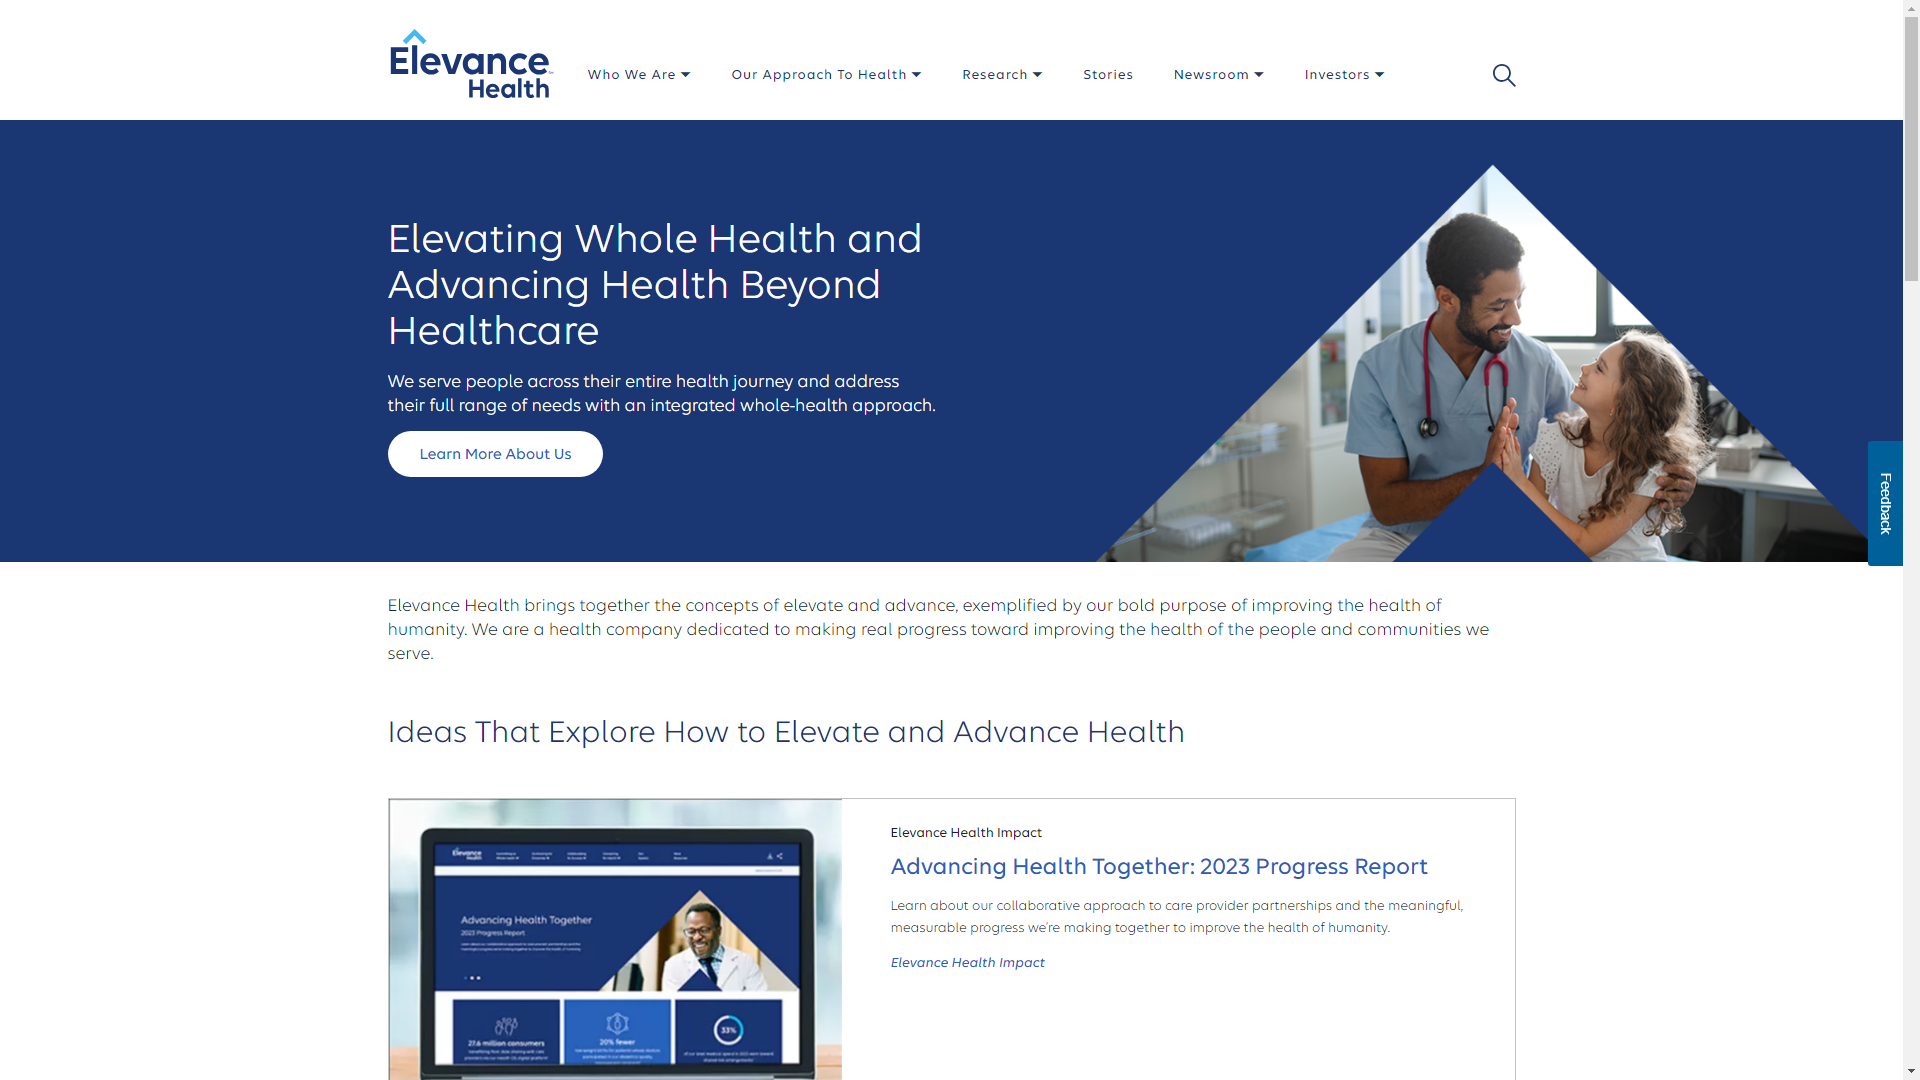 Elevance
Health
Who We Are
Our Approach To Health
Research
Stories
Newsroom
Investors
Elevating Whole Health and
Advancing Health Beyond
Healthcare
We serve people across their entire health journey and address
their full range of needs with an integrated whole-health approach.
Learn More About Us
Feedback
Elevance Health brings together the concepts of elevate and advance, exemplified by our bold purpose of improving the health of
humanity. We are a health company dedicated to making real progress toward improving the health of the people and communities we
serve.
Ideas That Explore How to Elevate and Advance Health
Elevance
Health
Advancing Health Together
2023 Progress Report
27.6 million consumers
20% fewer
33%
Elevance Health Impact
Advancing Health Together: 2023 Progress Report
Learn about our collaborative approach to care provider partnerships and the meaningful,
measurable progress we're making together to improve the health of humanity.
Elevance Health Impact